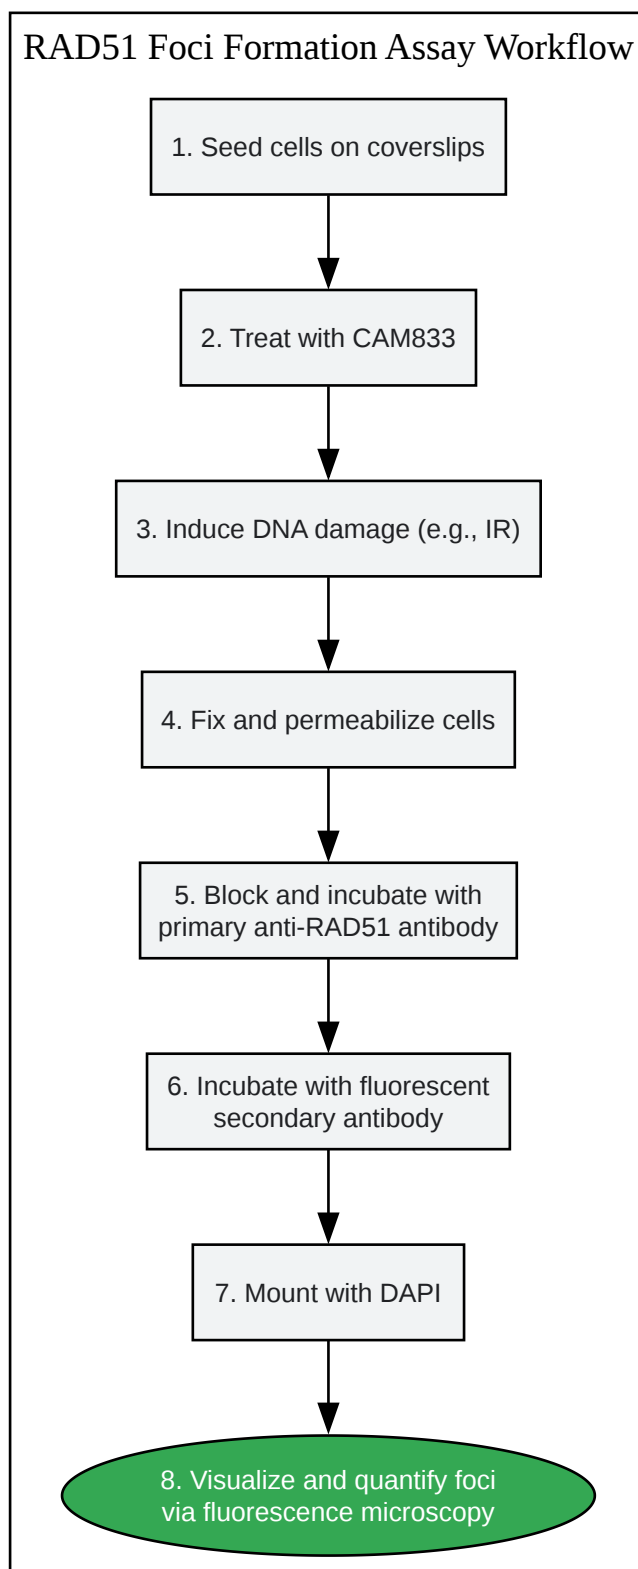 RAD51 Foci Formation Assay Workflow
1. Seed cells on coverslips
2. Treat with CAM833
3. Induce DNA damage (e.g., IR)
4. Fix and permeabilize cells
5. Block and incubate with
primary anti-RAD51 antibody
6. Incubate with fluorescent
secondary antibody
7. Mount with DAPI
8. Visualize and quantify foci
via fluorescence microscopy